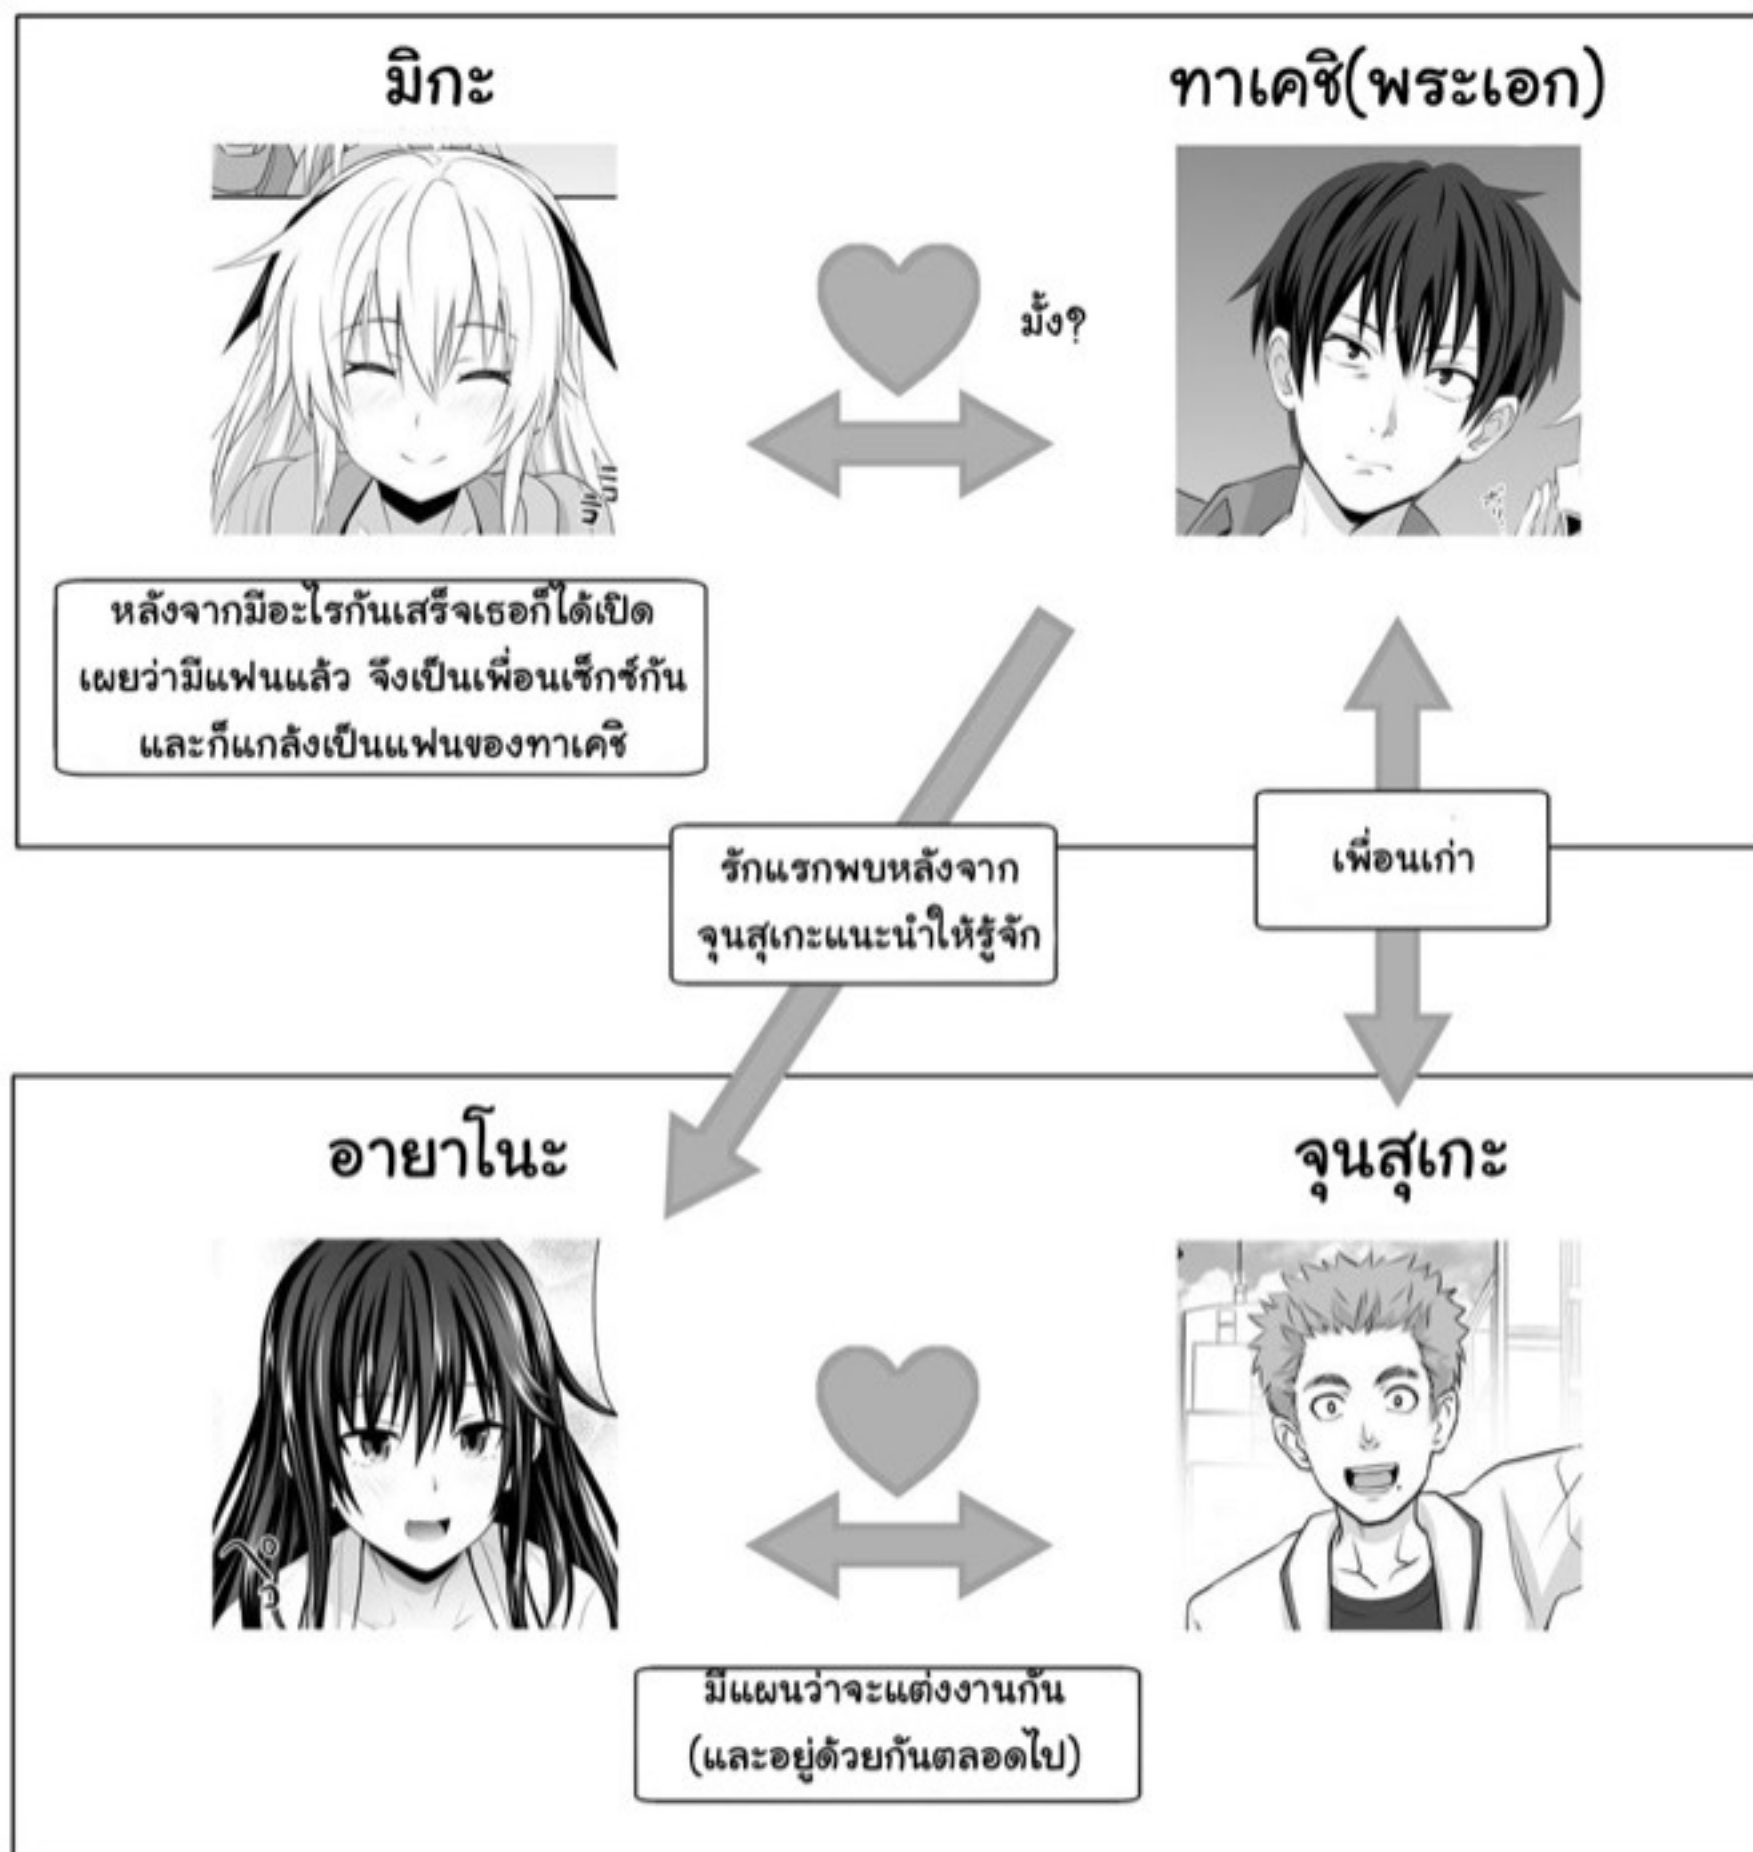 มิกะ
ทาเคชิ(พระเอก)
มั้ง?
หลังจากมีอะไรกันเสร็จเธอก็ได้เปิด
เผยว่ามีแฟนแล้ว จึงเป็นเพื่อนเซ็กซ์กัน
และก็แกล้งเป็นแฟนของทาเคชิ
รักแรกพบหลังจาก
จุนสุเกะแนะนำให้รู้จัก
เพื่อนเก่า
อายาโนะ
จุนสุเกะ
มีแผนว่าจะแต่งงานกัน
(และอยู่ด้วยกันตลอดไป)